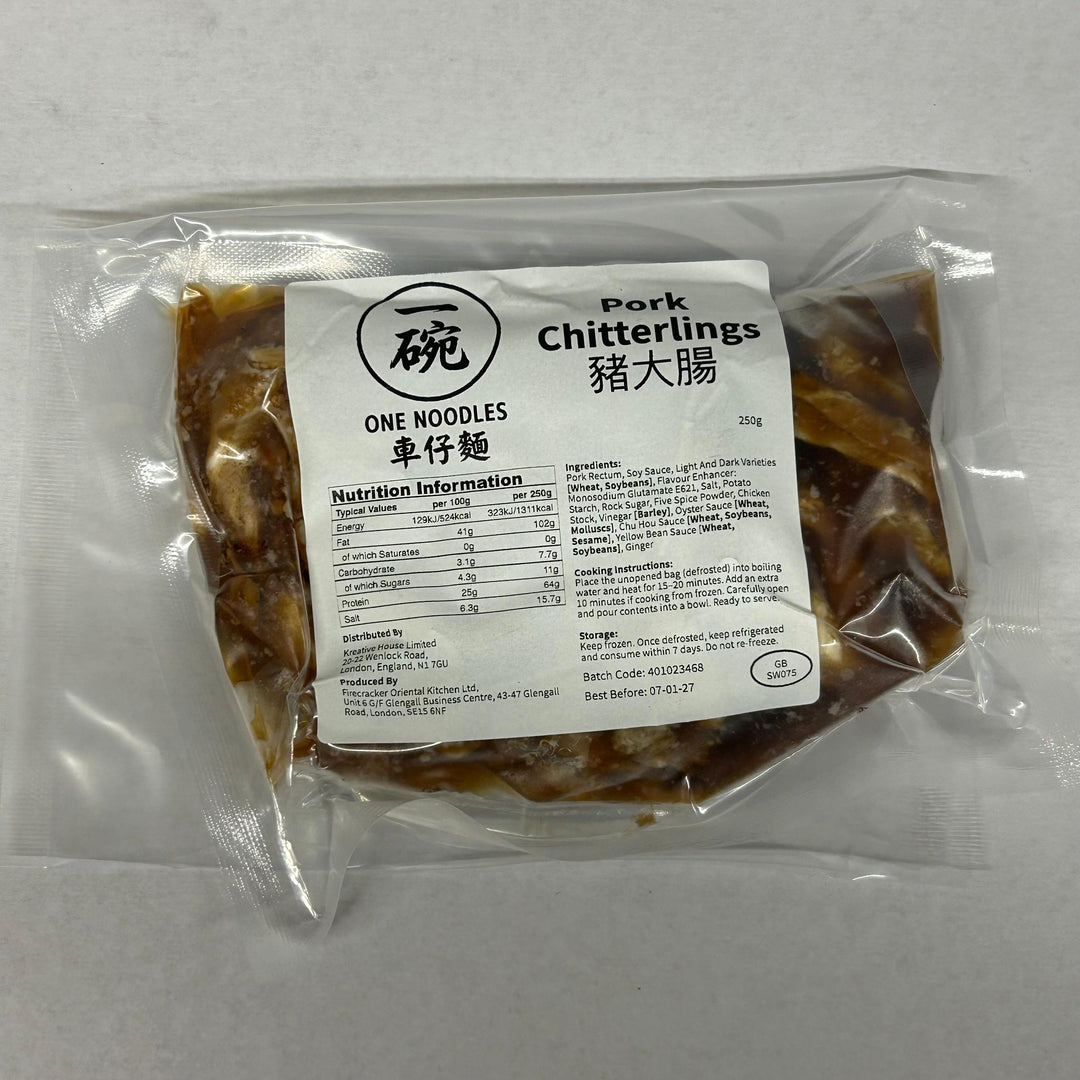 一
碗
ONE NOODLES
車仔麵
Pork
Chitterlings
豬大腸
250g
Nutrition Information
Typical Values per 100g per 250g
Energy 129kJ/524kcal 323kJ/1311kcal
Fat 41g 102g
of which Saturates 0g 0g
Carbohydrate 3.1g 7.7g
of which Sugars 4.3g 11g
Protein 25g 64g
Salt 6.3g 15.7g
Distributed By
Kreative House Limited
20-22 Wenlock Road,
London, England, N1 7GU
Produced By
Firecracker Oriental Kitchen Ltd,
Unit 6 G/F Glengall Business Centre, 43-47 Glengall
Road, London. SE15 6NF
Ingredients:
Pork Rectum, Soy Sauce, Light And Dark Varieties
[Wheat, Soybeans], Flavour Enhancer:
Monosodium Glutamate E621, Salt, Potato
Starch, Rock Sugar, Five Spice Powder, Chicken
Stock, Vinegar [Barley], Oyster Sauce [Wheat,
Molluscs], Chu Hou Sauce [Wheat, Soybeans,
Sesame], Yellow Bean Sauce [Wheat,
Soybeans], Ginger
Cooking Instructions:
Place the unopened bag (defrosted) into boiling
water and heat for 15-20 minutes. Add an extra
10 minutes if cooking from frozen. Carefully open
and pour contents into a bowl. Ready to serve.
Storage:
Keep frozen. Once defrosted, keep refrigerated
and consume within 7 days. Do not re-freeze.
Batch Code: 401023468
Best Before: 07-01-27
GB
SW075